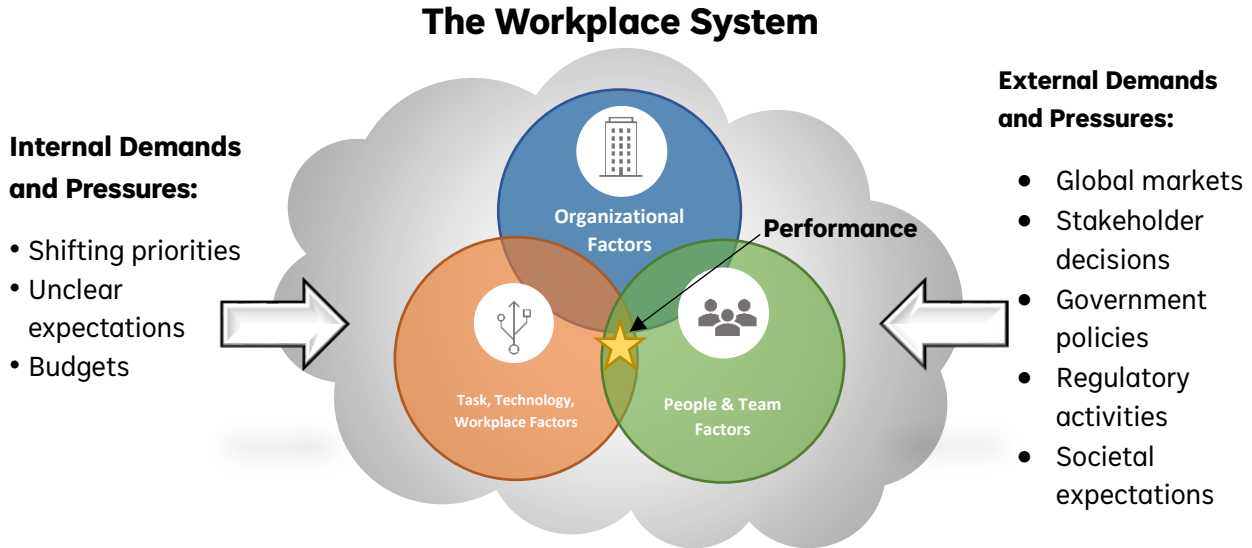 The Workplace System
Internal Demands
and Pressures:
• Shifting priorities
• Unclear
expectations
• Budgets
Organizational
Factors
Performance
Task, Technology,
Workplace Factors
People & Team
Factors
External Demands
and Pressures:
• Global markets
• Stakeholder
decisions
• Government
policies
• Regulatory
activities
• Societal
expectations